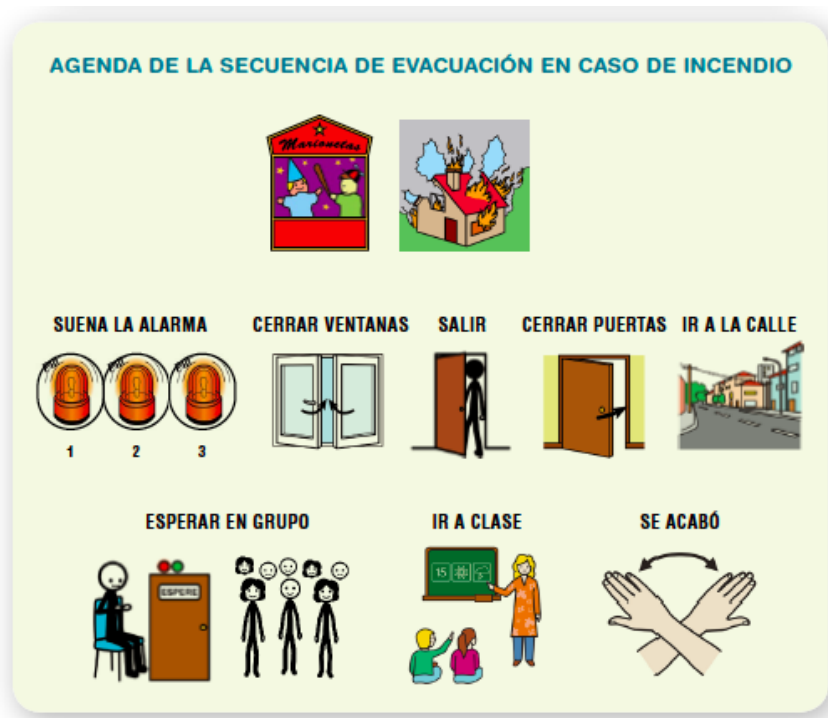 AGENDA DE LA SECUENCIA DE EVACUACIÓN EN CASO DE INCENDIO
Marionetas
SUENA LA ALARMA
CERRAR VENTANAS
SALIR
CERRAR PUERTAS
IR A LA CALLE
1 2 3
ESPERAR EN GRUPO
IR A CLASE
SE ACABÓ
ESPERE
15